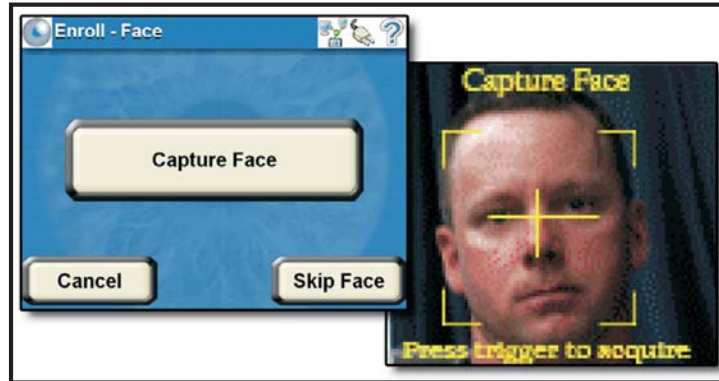 Enroll - Face
?
Capture Face
Cancel
Skip Face
Capture Face
Press trigger to acquire